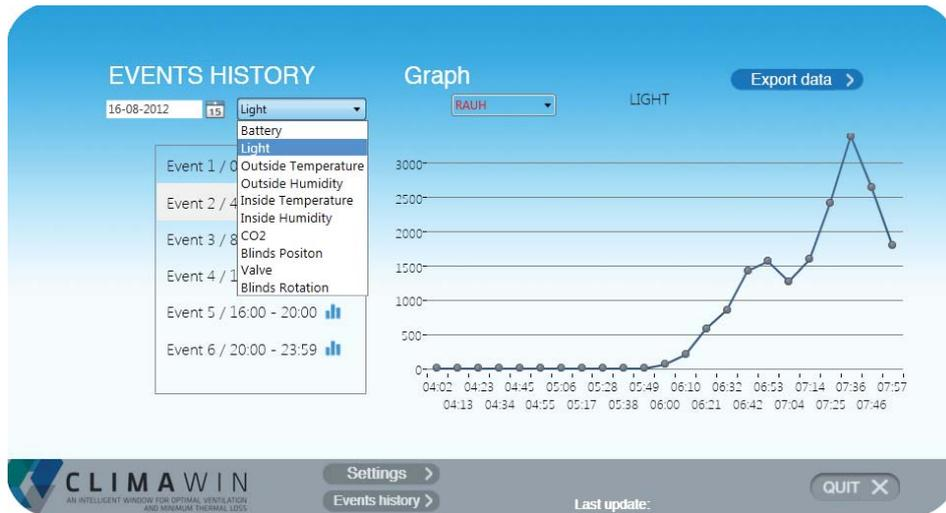 EVENTS HISTORY
Graph
Export data >
16-08-2012
15
Light
RAUH
LIGHT
Battery
Light
Outside Temperature
Outside Humidity
Inside Temperature
Inside Humidity
CO2
Blinds Positon
Valve
Blinds Rotation
Event 1 / 0
Event 2 / 4
Event 3 / 8
Event 4 / 1
Event 5 / 16:00 - 20:00
Event 6 / 20:00 - 23:59
3000
2500
2000
1500
1000
500
0
04:02 04:23 04:45 05:06 05:28 05:49 06:10 06:32 06:53 07:14 07:36 07:57
04:13 04:34 04:55 05:17 05:38 06:00 06:21 06:42 07:04 07:25 07:46
CLIMAWIN
AN INTELLIGENT WINDOW FOR OPTIMAL VENTILATION
AND MINIMUM THERMAL LOSS
Settings >
Events history >
Last update:
QUIT X